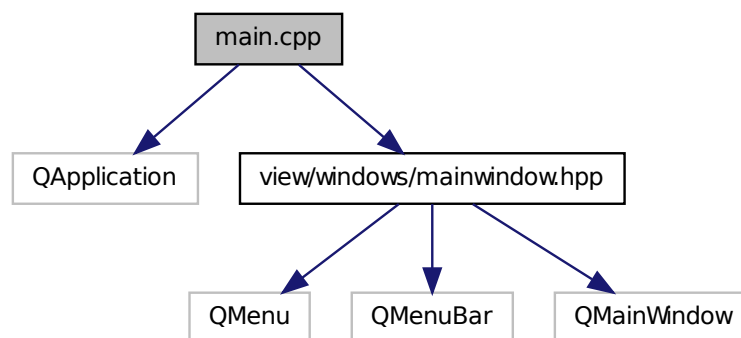 main.cpp
QApplication
view/windows/mainwindow.hpp
QMenu
QMenuBar
QMainWindow